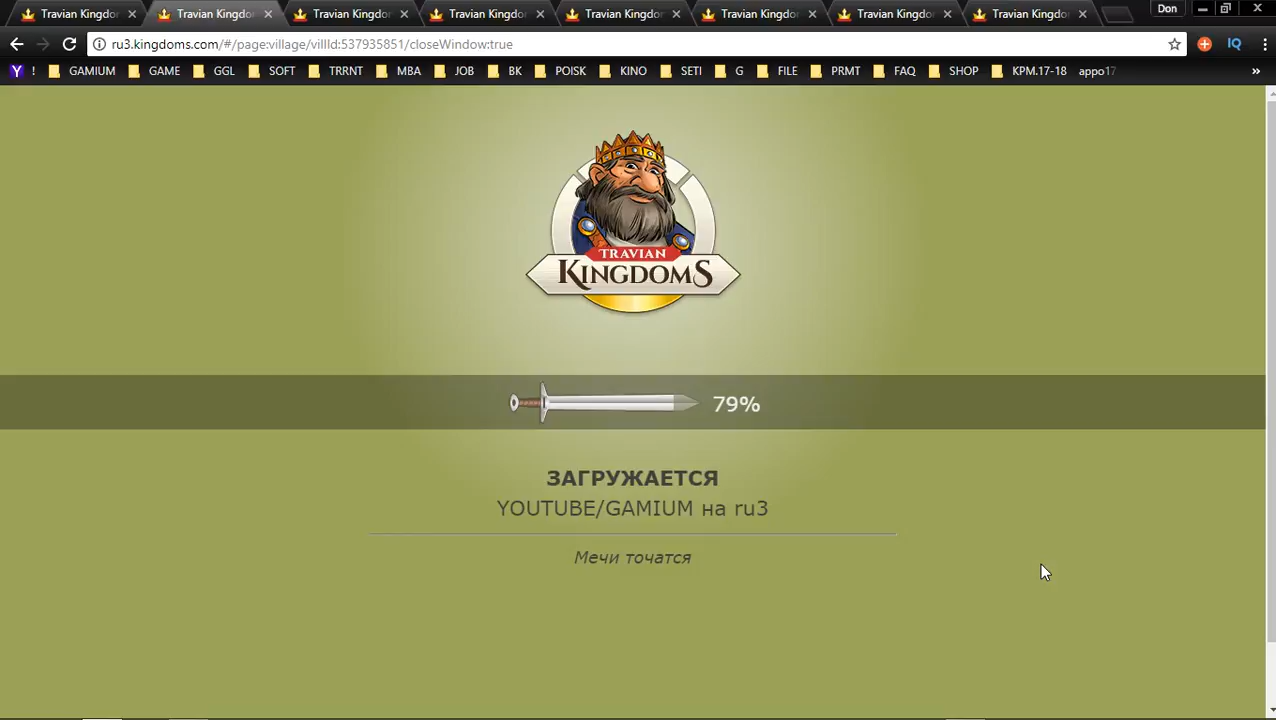 Travian Kingdo Travian Kingdo Travian Kingdo Travian Kingdo Travian Kingdo Travian Kingdo Travian Kingdo Travian Kingdo Don
ru3.kingdoms.com/#/page:village/villId:537935851/closeWindow:true IQ
Y ! GAMIUM GAME GGL SOFT TRRNT MBA JOB BK POISK KINO SETI G FILE PRMT FAQ SHOP KPM.17-18 appo17 »
TRAVIAN
KINGDOMS
79%
ЗАГРУЖАЕТСЯ
YOUTUBE/GAMIUM на ru3
Мечи точатся